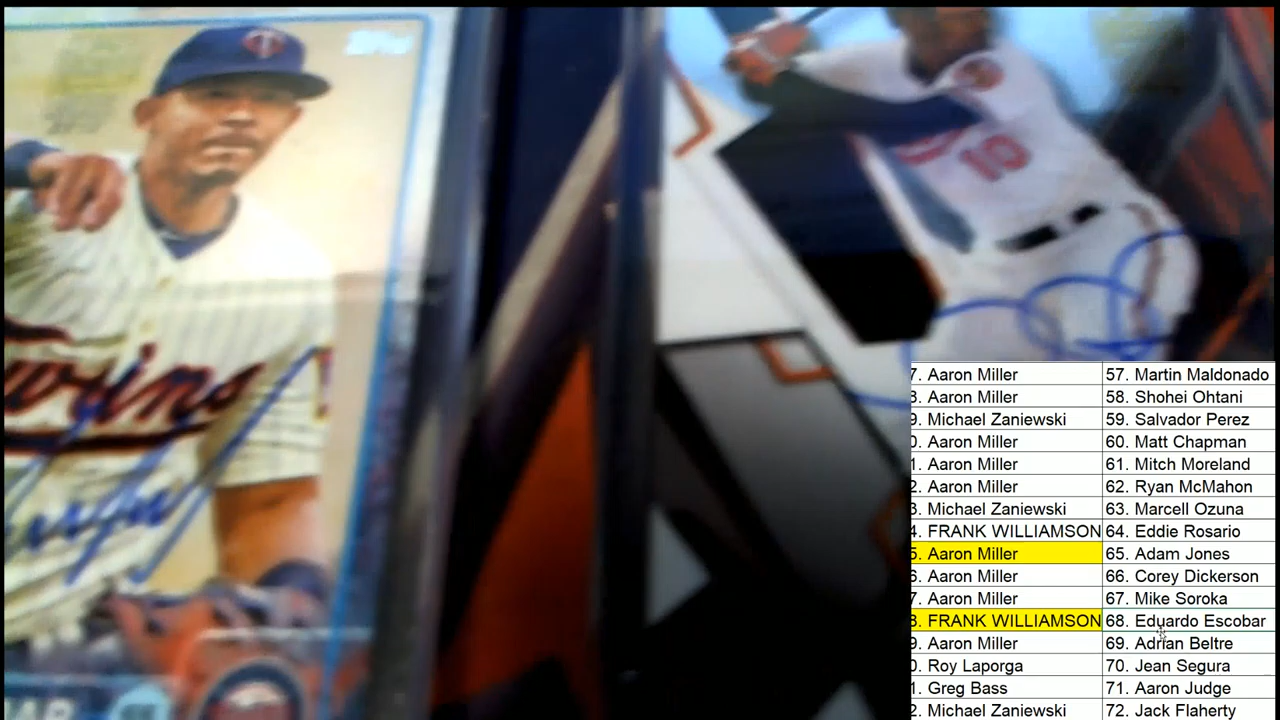 Topps
Twins
10
BAR
SS
7. Aaron Miller 57. Martin Maldonado
3. Aaron Miller 58. Shohei Ohtani
9. Michael Zaniewski 59. Salvador Perez
0. Aaron Miller 60. Matt Chapman
1. Aaron Miller 61. Mitch Moreland
2. Aaron Miller 62. Ryan McMahon
3. Michael Zaniewski 63. Marcell Ozuna
4. FRANK WILLIAMSON 64. Eddie Rosario
5. Aaron Miller 65. Adam Jones
6. Aaron Miller 66. Corey Dickerson
7. Aaron Miller 67. Mike Soroka
3. FRANK WILLIAMSON 68. Eduardo Escobar
9. Aaron Miller 69. Adrian Beltre
0. Roy Laporga 70. Jean Segura
1. Greg Bass 71. Aaron Judge
2. Michael Zaniewski 72. Jack Flaherty